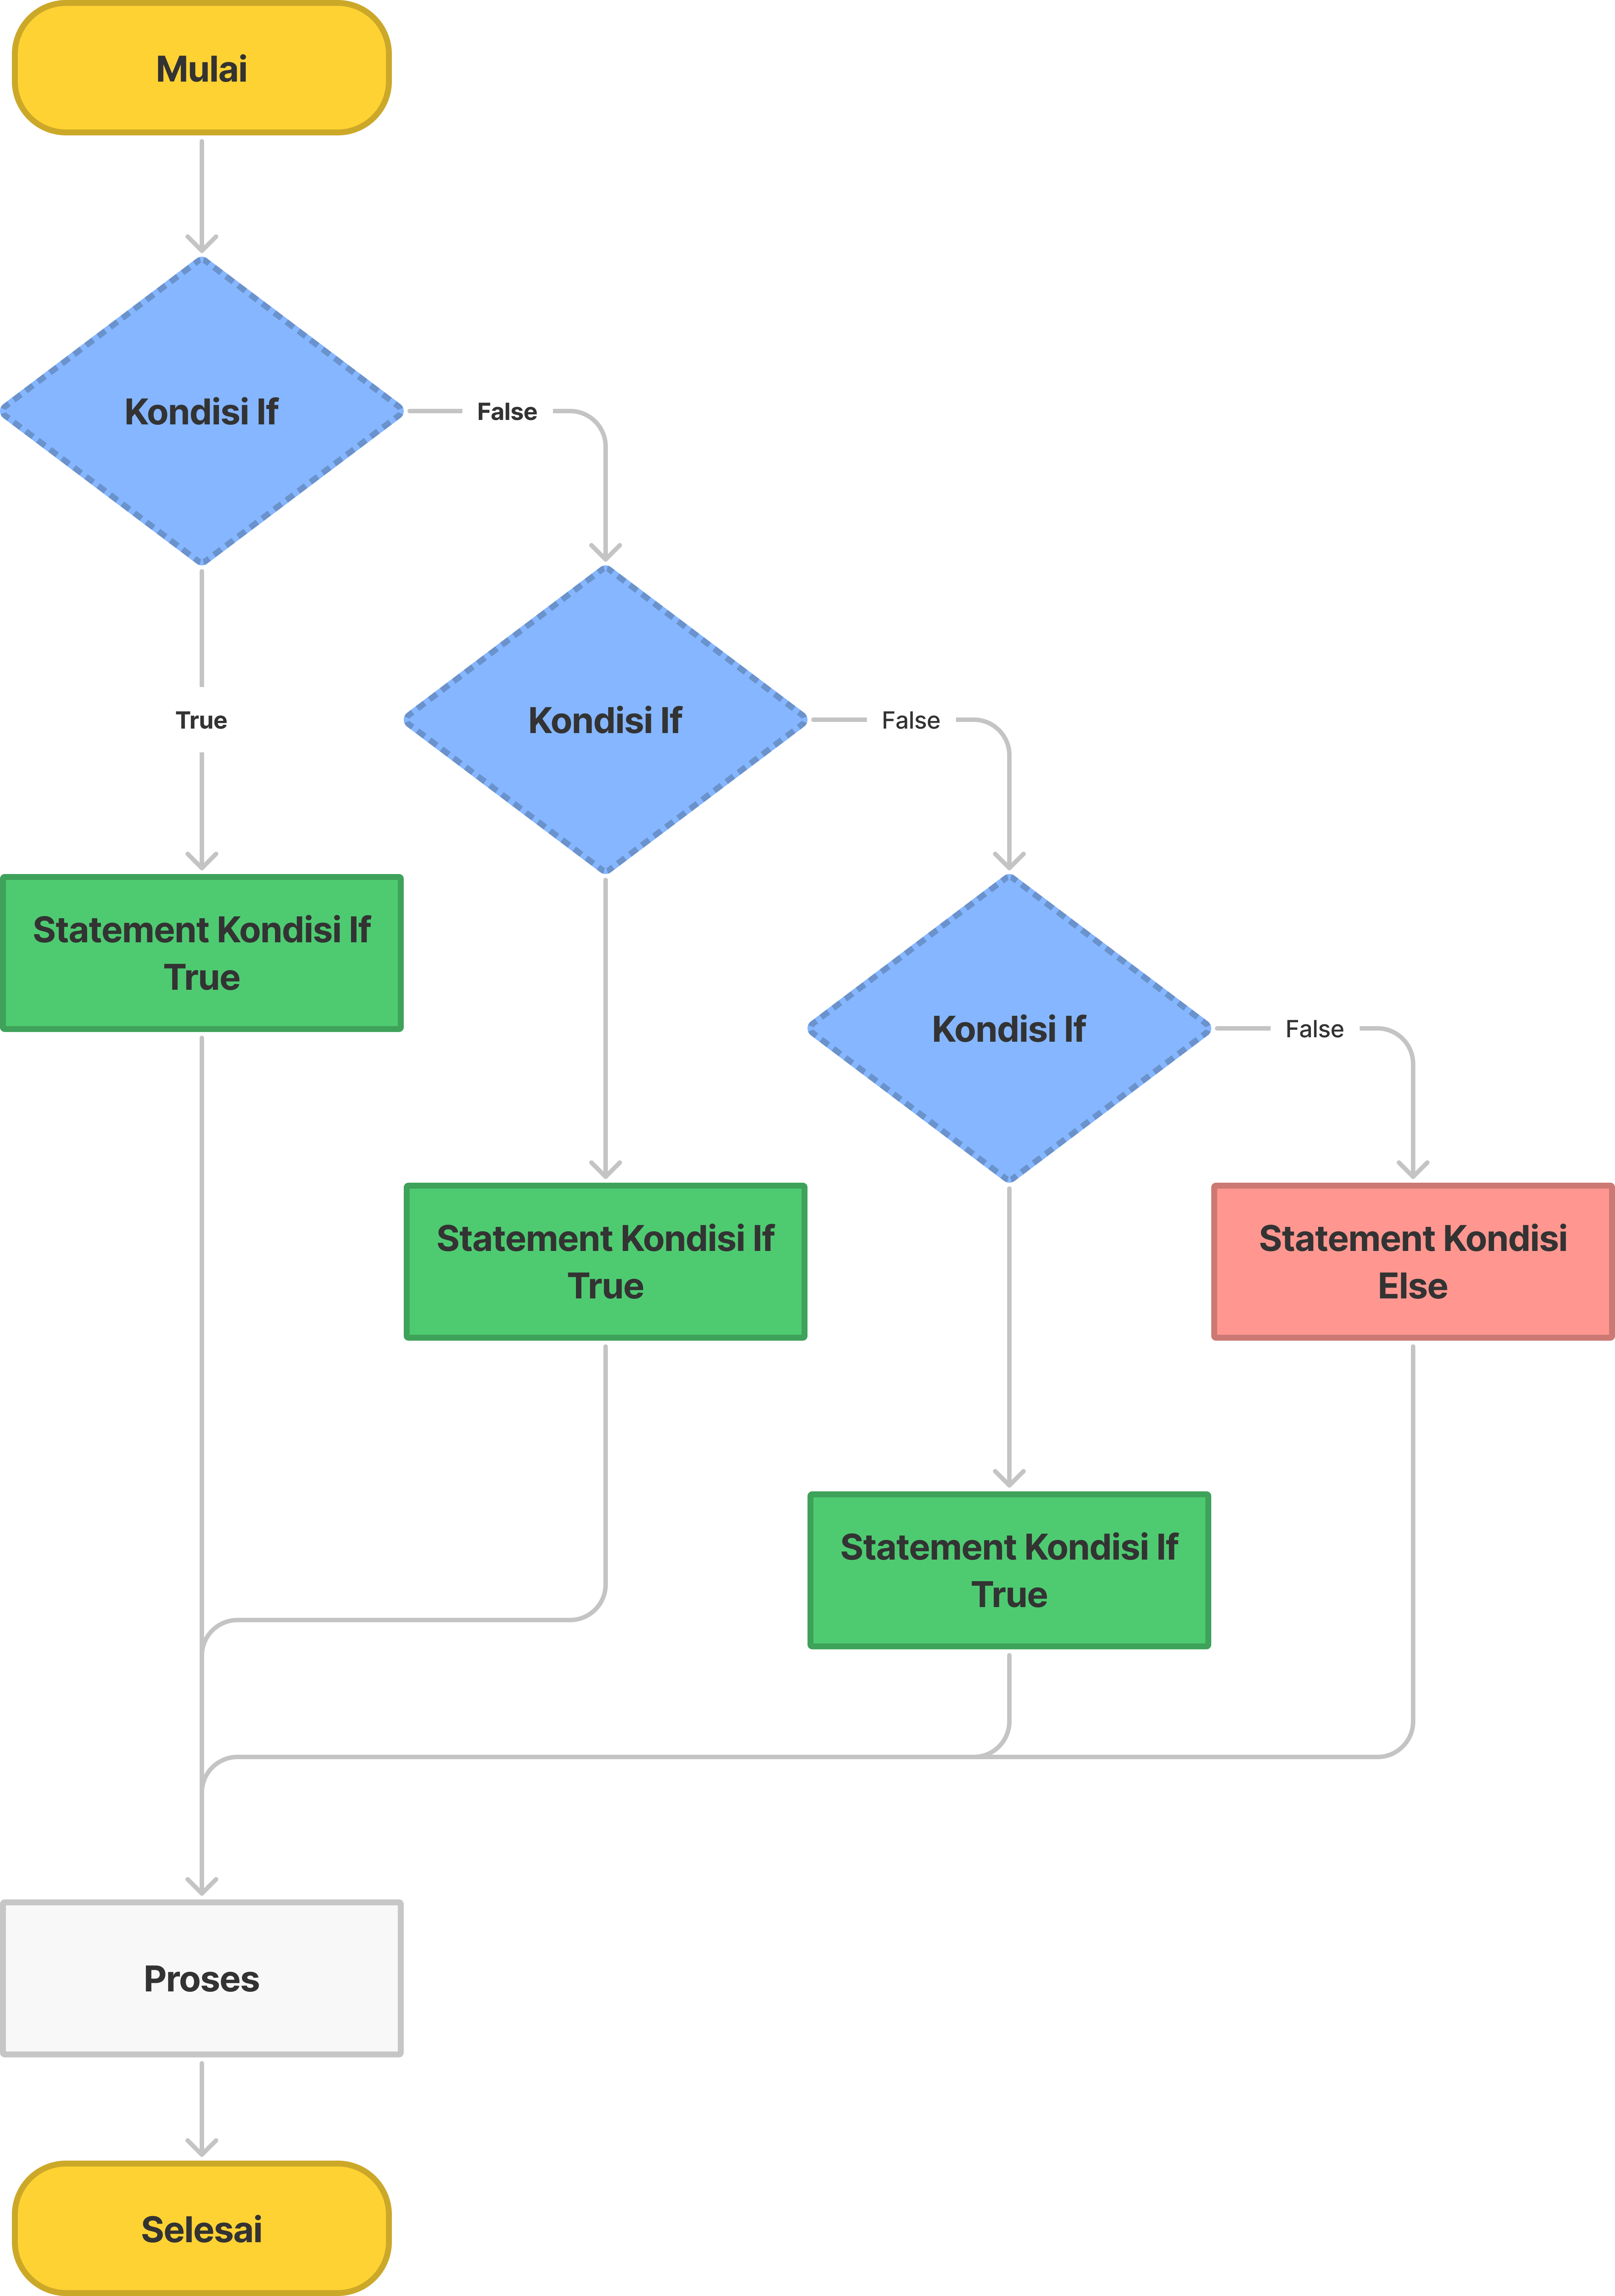 Mulai
Kondisi If
False
True
Kondisi If
False
Statement Kondisi If
True
Kondisi If
False
Statement Kondisi If
True
Statement Kondisi
Else
Statement Kondisi If
True
Proses
Selesai